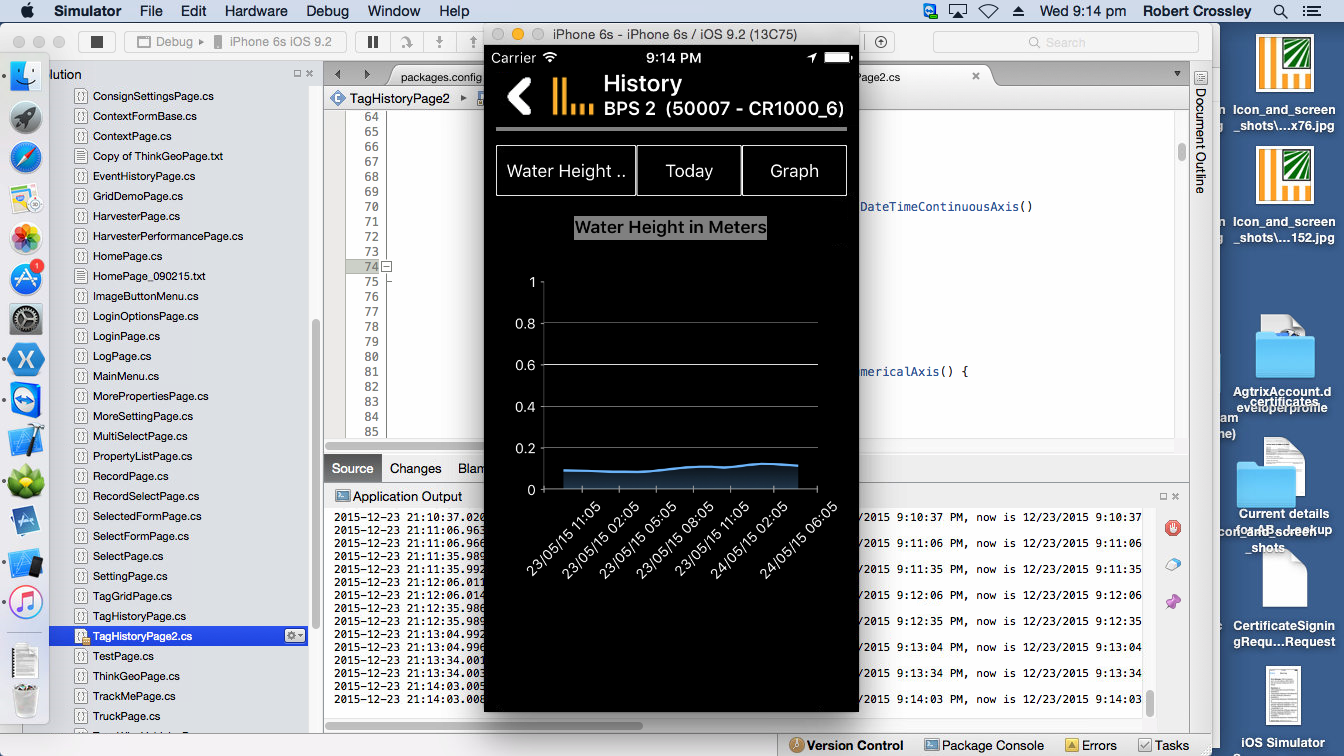 Simulator File Edit Hardware Debug Window Help
Wed 9:14 pm Robert Crossley
iPhone 6s - iPhone 6s / iOS 9.2 (13C75)
Debug
iPhone 6s iOS 9.2
Search
lution
ConsignSettingsPage.cs
ContextFormBase.cs
ContextPage.cs
Copy of ThinkGeoPage.txt
EventHistoryPage.cs
GridDemoPage.cs
HarvesterPage.cs
HarvesterPerformancePage.cs
HomePage.cs
HomePage_090215.txt
ImageButtonMenu.cs
LoginOptionsPage.cs
LoginPage.cs
LogPage.cs
MainMenu.cs
MorePropertiesPage.cs
MoreSettingPage.cs
MultiSelectPage.cs
PropertyListPage.cs
RecordPage.cs
RecordSelectPage.cs
SelectedFormPage.cs
SelectFormPage.cs
SelectPage.cs
SettingPage.cs
TagGridPage.cs
TagHistoryPage.cs
TagHistoryPage2.cs
TestPage.cs
ThinkGeoPage.cs
TrackMePage.cs
TruckPage.cs
1
packages.config
age2.cs
TagHistoryPage2
64
65
66
67
68
69
70
71
72
73
74
75
76
77
78
79
80
81
82
83
84
85
DateTimeContinuousAxis()
mericalAxis() {
Document Outline
Carrier
9:14 PM
History
BPS 2 (50007 - CR1000_6)
Water Height ..
Today
Graph
Water Height in Meters
1
0.8
0.6
0.4
0.2
0
23/05/15 11:05
23/05/15 02:05
23/05/15 05:05
23/05/15 08:05
23/05/15 11:05
24/05/15 02:05
24/05/15 06:05
Source
Changes
Blam
Application Output
2015-12-23 21:10:37.020
2015-12-23 21:11:06.963
2015-12-23 21:11:06.966
2015-12-23 21:11:35.989
2015-12-23 21:11:35.992
2015-12-23 21:12:06.011
2015-12-23 21:12:06.014
2015-12-23 21:12:35.986
2015-12-23 21:12:35.989
2015-12-23 21:13:04.992
2015-12-23 21:13:04.996
2015-12-23 21:13:34.001
2015-12-23 21:13:34.003
2015-12-23 21:14:03.005
2015-12-23 21:14:03.008
/2015 9:10:37 PM, now is 12/23/2015 9:10:37
/2015 9:11:06 PM, now is 12/23/2015 9:11:06
/2015 9:11:35 PM, now is 12/23/2015 9:11:35
/2015 9:12:06 PM, now is 12/23/2015 9:12:06
/2015 9:12:35 PM, now is 12/23/2015 9:12:35
/2015 9:13:04 PM, now is 12/23/2015 9:13:04
/2015 9:13:34 PM, now is 12/23/2015 9:13:34
/2015 9:14:03 PM, now is 12/23/2015 9:14:03
Version Control
Package Console
Errors
Tasks
Icon_and_screen
_shots\...x76.jpg
Icon_and_screen
_shots\...152.jpg
AgtrixAccount.d
eveloperprofile
certificates
Current details
for AB_ Lookup
_shots
CertificateSignin
gRequ...Request
iOS Simulator